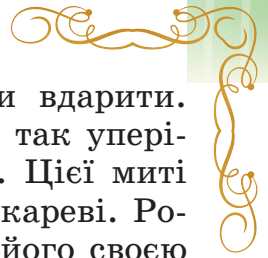 и вдарити.
так упері-
. Цієї миті
кареві. Ро-
його своєю